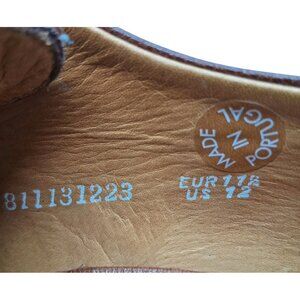 MADE
IN
PORTUGAL
811131223
EUR 11½
US 12